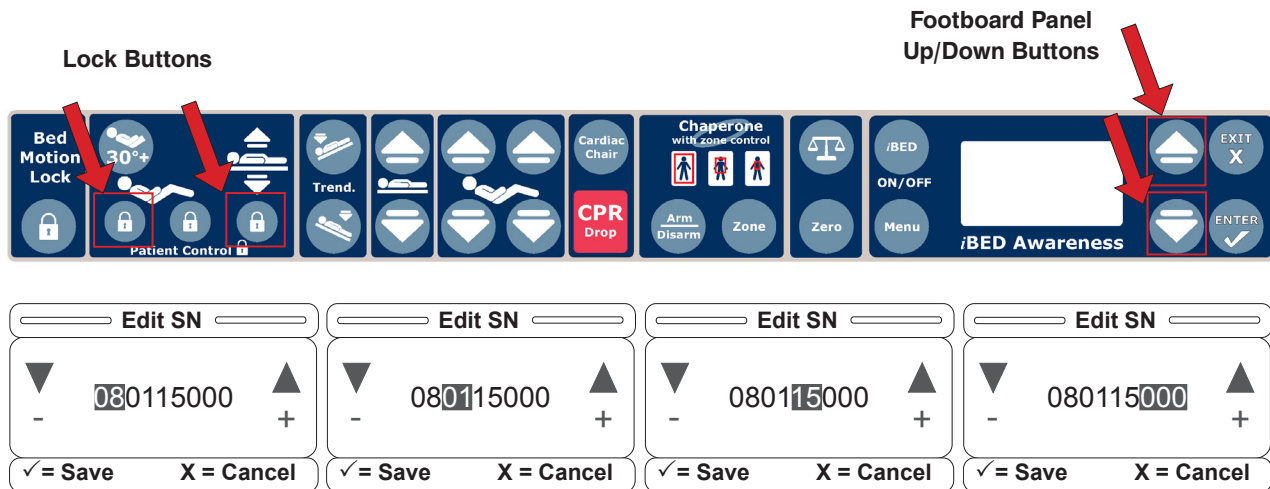 Lock Buttons
Footboard Panel
Up/Down Buttons
Bed
Motion
Lock
30°+
Patient Control
Trend.
Cardiac
Chair
CPR
Drop
Chaperone
with zone control
Arm
Disarm
Zone
Zero
iBED
ON/OFF
Menu
iBED Awareness
EXIT
X
ENTER
Edit SN
080115000
- +
✓= Save X = Cancel
Edit SN
080115000
- +
✓= Save X = Cancel
Edit SN
080115000
- +
✓= Save X = Cancel
Edit SN
080115000
- +
✓= Save X = Cancel